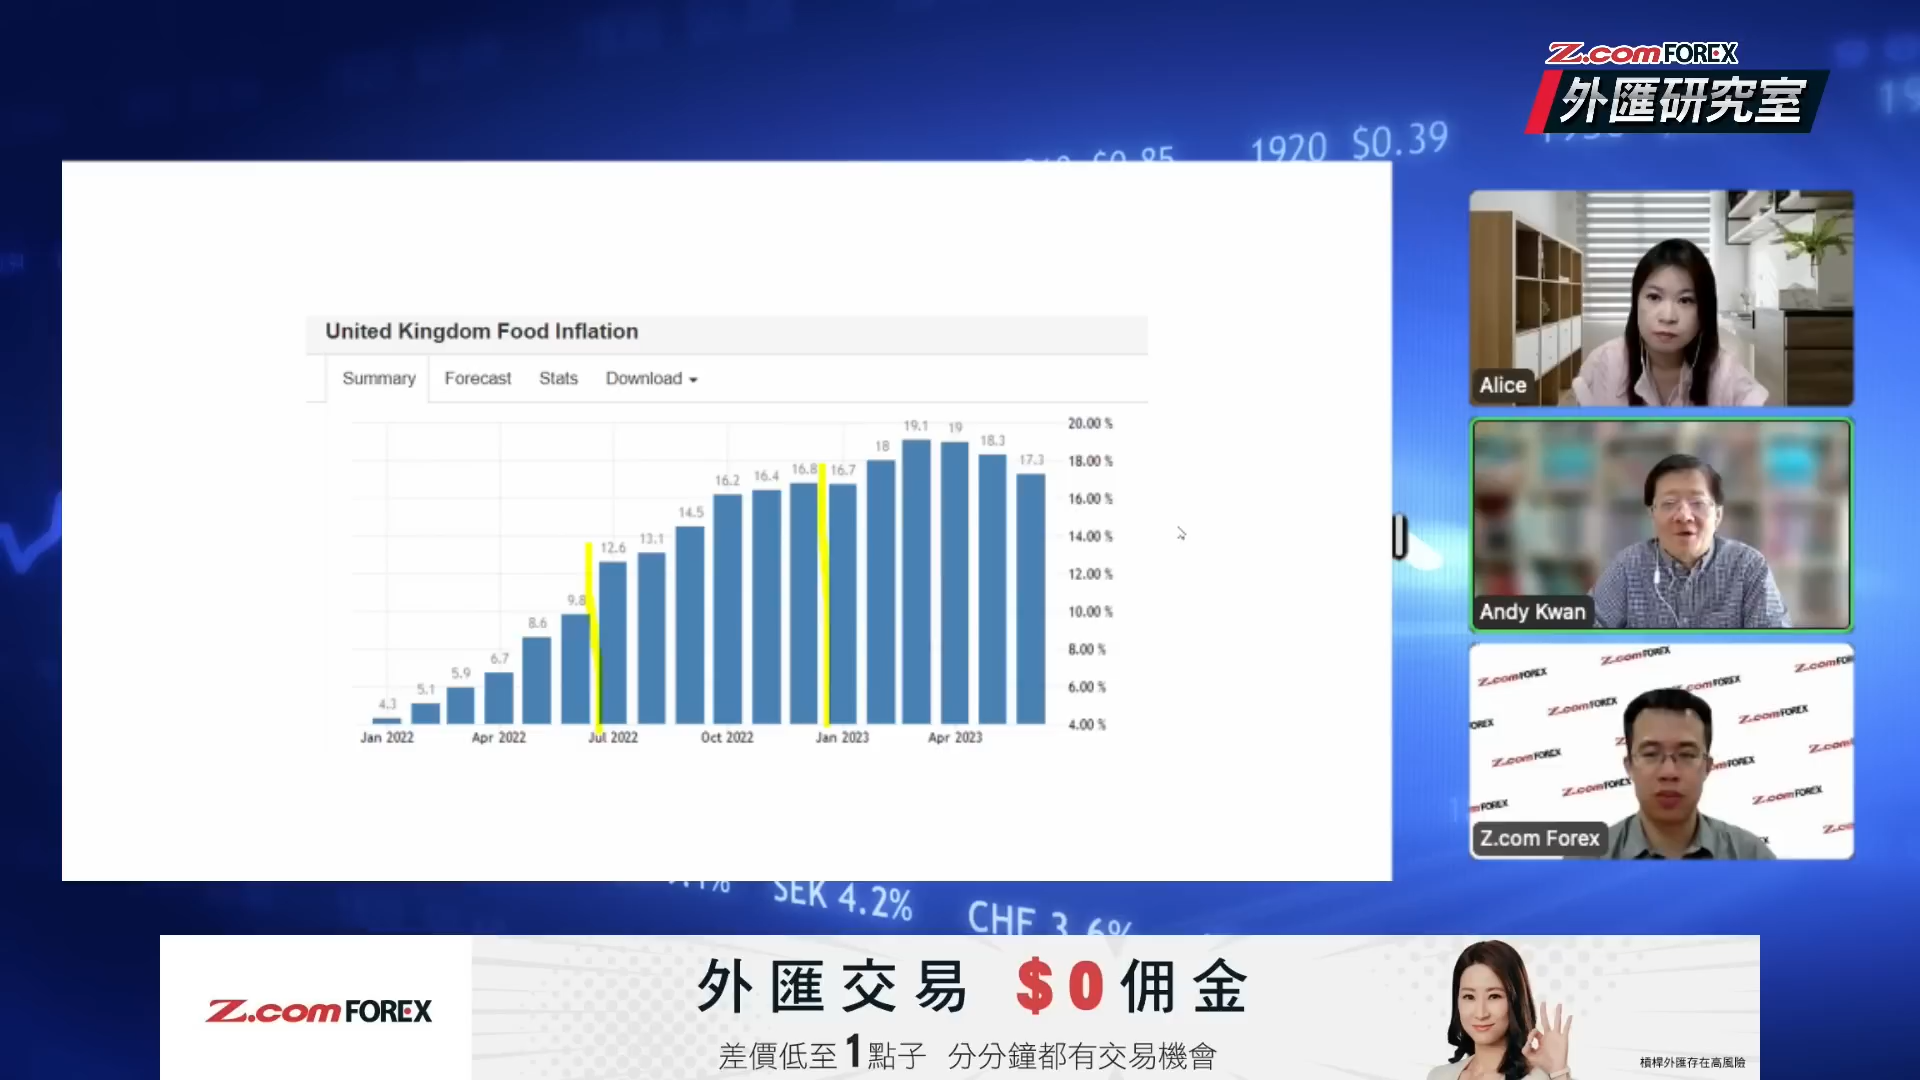 Z.com FOREX
外匯研究室
1920 $0.39
$0.85
United Kingdom Food Inflation
Summary Forecast Stats Download
20.00 %
18.00 %
16.00 %
14.00 %
12.00 %
10.00 %
8.00 %
6.00 %
4.00 %
4.3 5.1 5.9 6.7 8.6 9.8 12.6 13.1 14.5 16.2 16.4 16.8 16.7 18 19.1 19 18.3 17.3
Jan 2022 Apr 2022 Jul 2022 Oct 2022 Jan 2023 Apr 2023
Alice
Andy Kwan
Z.com Forex
SEK 4.2%
CHF 3.6%
Z.com FOREX
外匯交易 $0佣金
差價低至1點子 分分鐘都有交易機會
槓桿外匯存在高風險